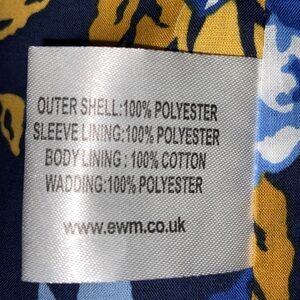 OUTER SHELL:100% POLYESTER
SLEEVE LINING:100% POLYESTER
BODY LINING : 100% COTTON
WADDING:100% POLYESTER
www.ewm.co.uk